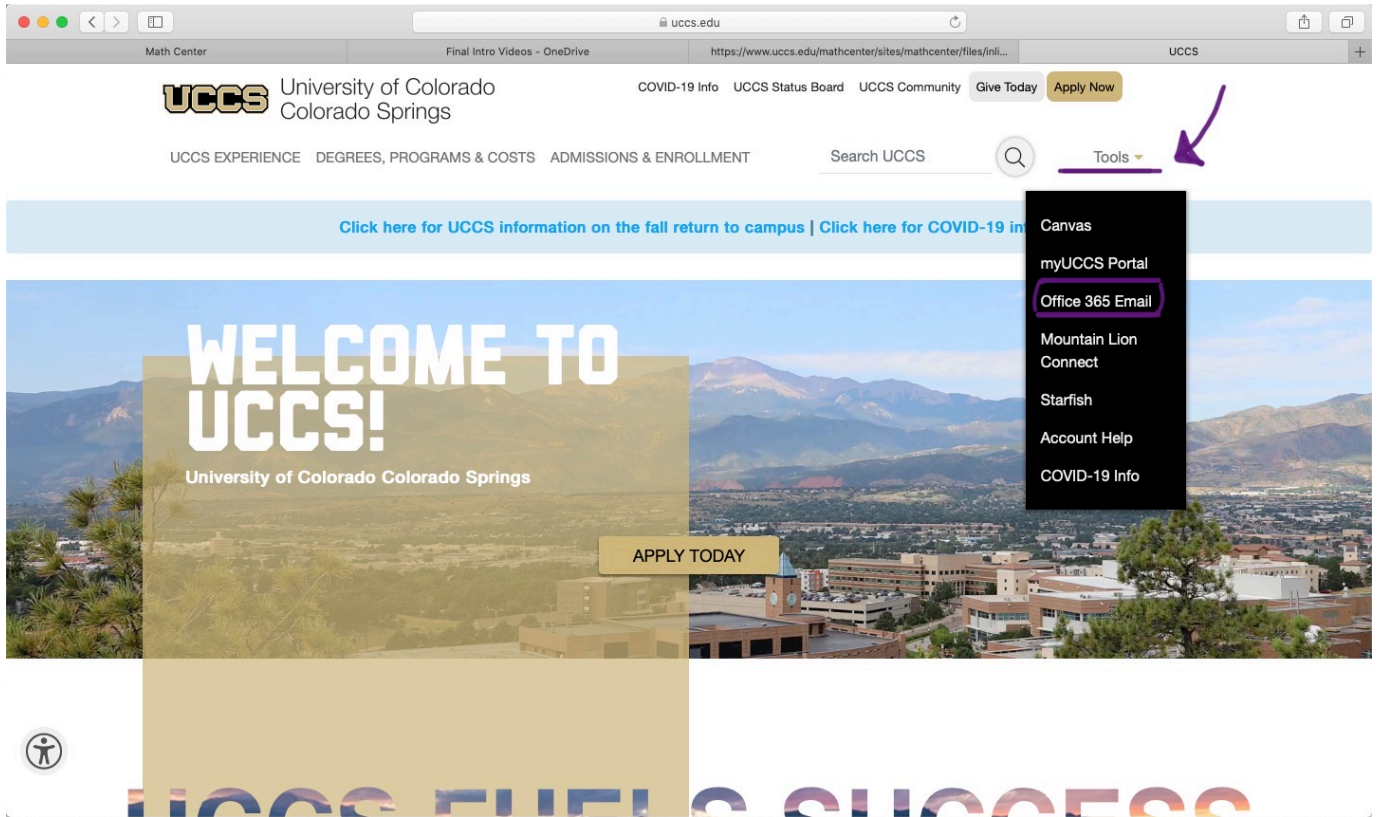 uccs.edu
Math Center
Final Intro Videos - OneDrive
https://www.uccs.edu/mathcenter/sites/mathcenter/files/inli...
UCCS
UCCS
University of Colorado
Colorado Springs
COVID-19 Info UCCS Status Board UCCS Community Give Today Apply Now
UCCS EXPERIENCE DEGREES, PROGRAMS & COSTS ADMISSIONS & ENROLLMENT Search UCCS Tools
Click here for UCCS information on the fall return to campus | Click here for COVID-19 in
Canvas
myUCCS Portal
Office 365 Email
Mountain Lion
Connect
Starfish
Account Help
COVID-19 Info
WELCOME TO
UCCS!
University of Colorado Colorado Springs
APPLY TODAY
UCCS FUELS SUCCESS